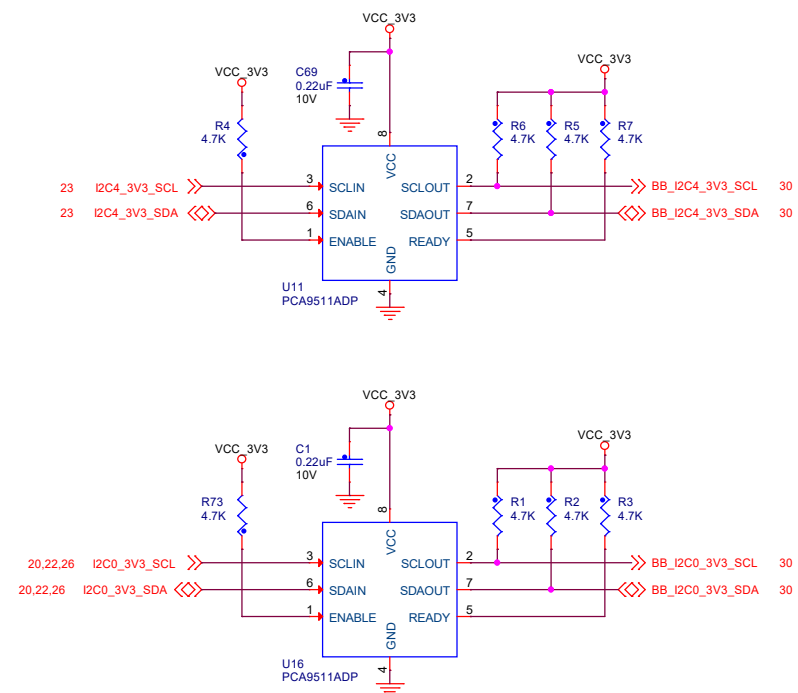 VCC_3V3
VCC_3V3
C69
0.22uF
10V
VCC_3V3
R4
4.7K
R6
4.7K
R5
4.7K
R7
4.7K
8
VCC
23 I2C4_3V3_SCL
3
SCLIN
SCLOUT
2
BB_I2C4_3V3_SCL 30
23 I2C4_3V3_SDA
6
SDAIN
SDAOUT
7
BB_I2C4_3V3_SDA 30
1
ENABLE
READY
5
GND
4
U11
PCA9511ADP
VCC_3V3
VCC_3V3
C1
0.22uF
10V
VCC_3V3
R73
4.7K
R1
4.7K
R2
4.7K
R3
4.7K
8
VCC
20,22,26 I2C0_3V3_SCL
3
SCLIN
SCLOUT
2
BB_I2C0_3V3_SCL 30
20,22,26 I2C0_3V3_SDA
6
SDAIN
SDAOUT
7
BB_I2C0_3V3_SDA 30
1
ENABLE
READY
5
GND
4
U16
PCA9511ADP